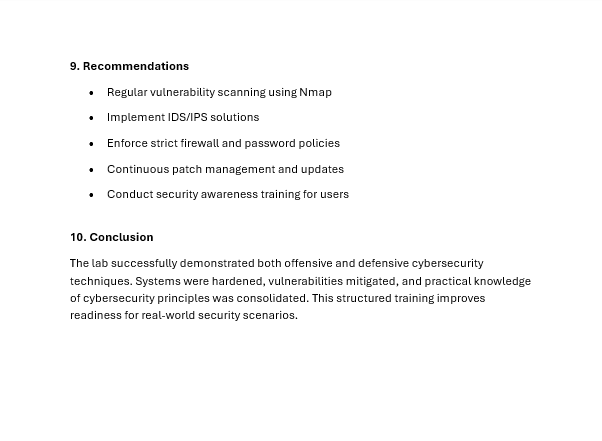 9. Recommendations
• Regular vulnerability scanning using Nmap
• Implement IDS/IPS solutions
• Enforce strict firewall and password policies
• Continuous patch management and updates
• Conduct security awareness training for users
10. Conclusion
The lab successfully demonstrated both offensive and defensive cybersecurity
techniques. Systems were hardened, vulnerabilities mitigated, and practical knowledge
of cybersecurity principles was consolidated. This structured training improves
readiness for real-world security scenarios.